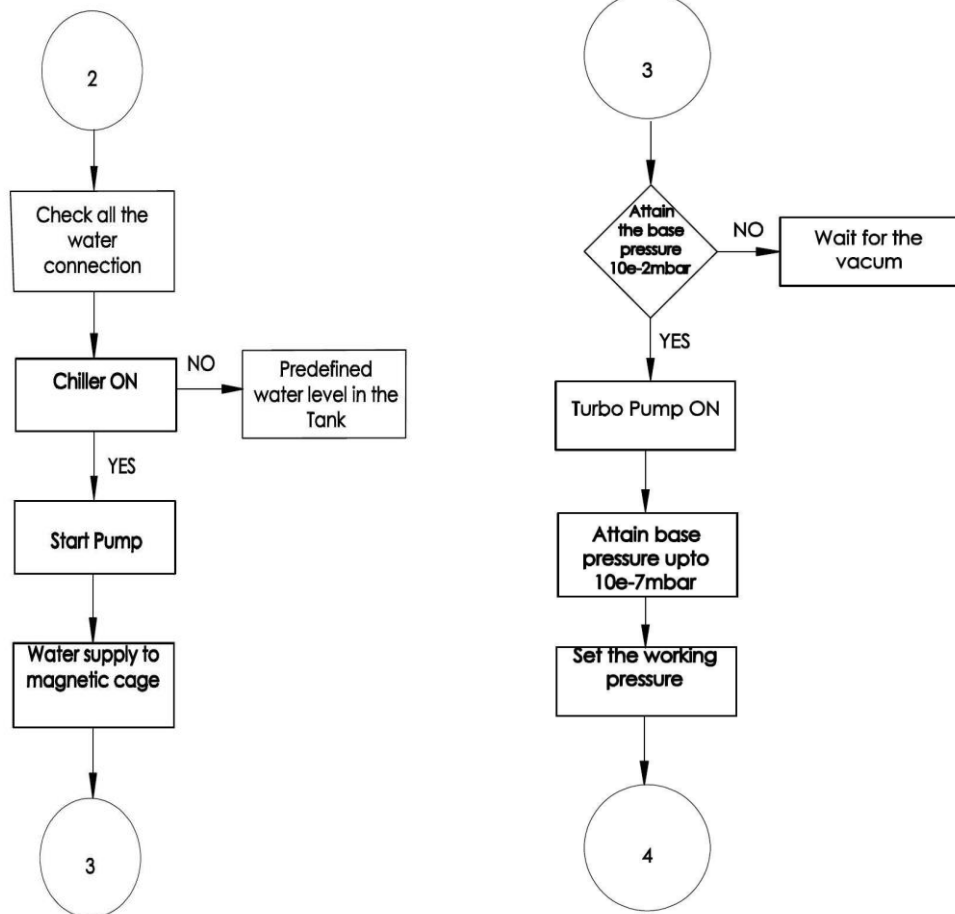 2
Check all the
water
connection
Chiller ON
NO
Predefined
water level in the
Tank
YES
Start Pump
Water supply to
magnetic cage
3
3
Attain
the base
pressure
10e-2mbar
NO
Wait for the
vacum
YES
Turbo Pump ON
Attain base
pressure upto
10e-7mbar
Set the working
pressure
4